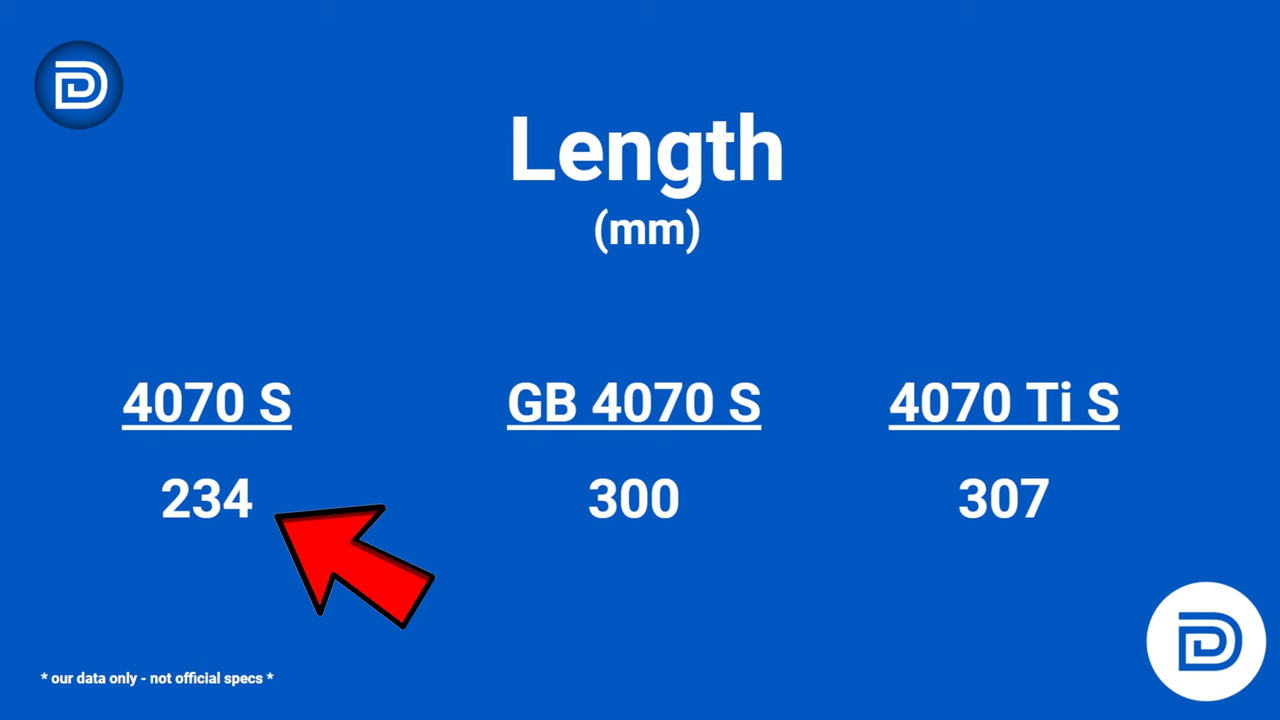 Length
(mm)
4070 S
GB 4070 S
4070 Ti S
234
300
307
* our data only - not official specs *